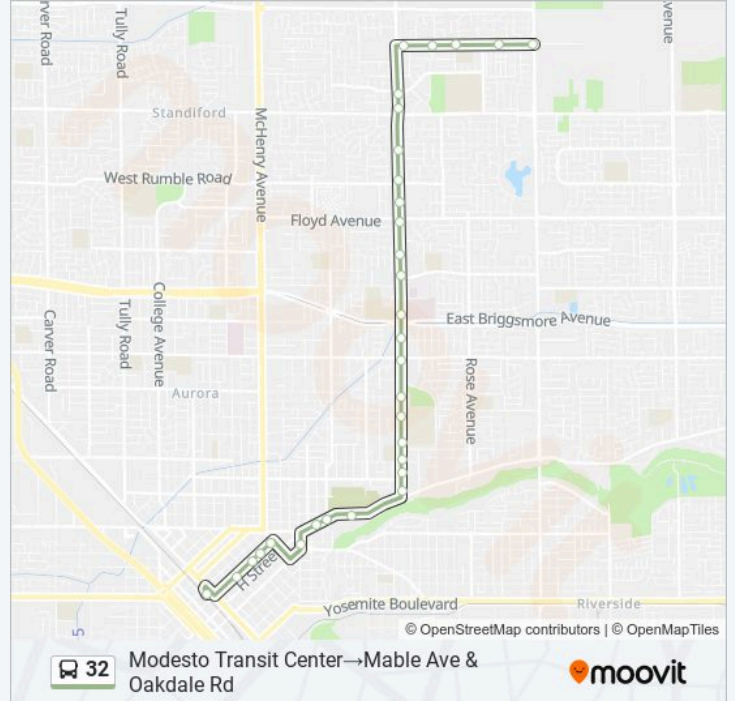 rver Road
Tully Road
venue
McHenry Avenue
Standiford
West Rumble Road
Floyd Avenue
College Avenue
Tully Road
Carver Road
East Briggsmore Avenue
Rose Avenue
Aurora
H Street
Yosemite Boulevard
Riverside
S
© OpenStreetMap contributors | © OpenMapTiles
32
Modesto Transit Center→Mable Ave &
Oakdale Rd
moovit